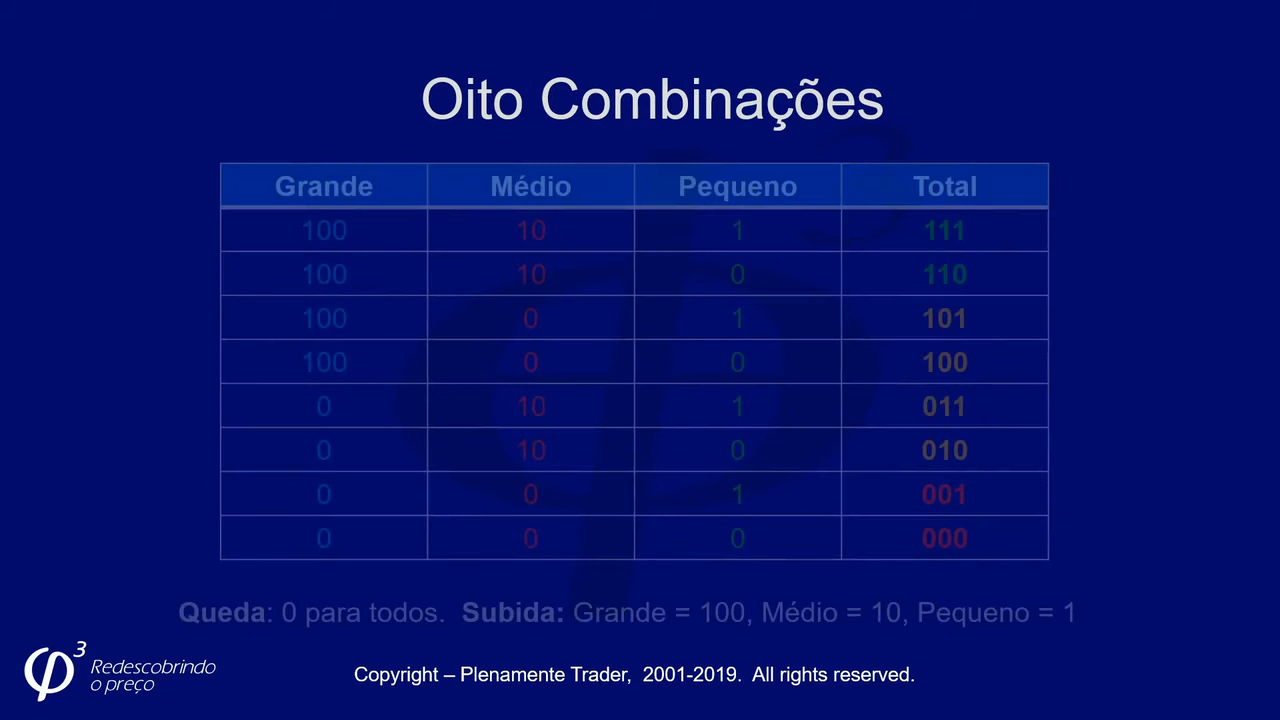 Oito Combinações
Grande Médio Pequeno Total
100 10 1 111
100 10 0 110
100 0 1 101
100 0 0 100
0 10 1 011
0 10 0 010
0 0 1 001
0 0 0 000
Queda: 0 para todos. Subida: Grande = 100, Médio = 10, Pequeno = 1
φ³ Redescobrindo
o preço
Copyright – Plenamente Trader, 2001-2019. All rights reserved.